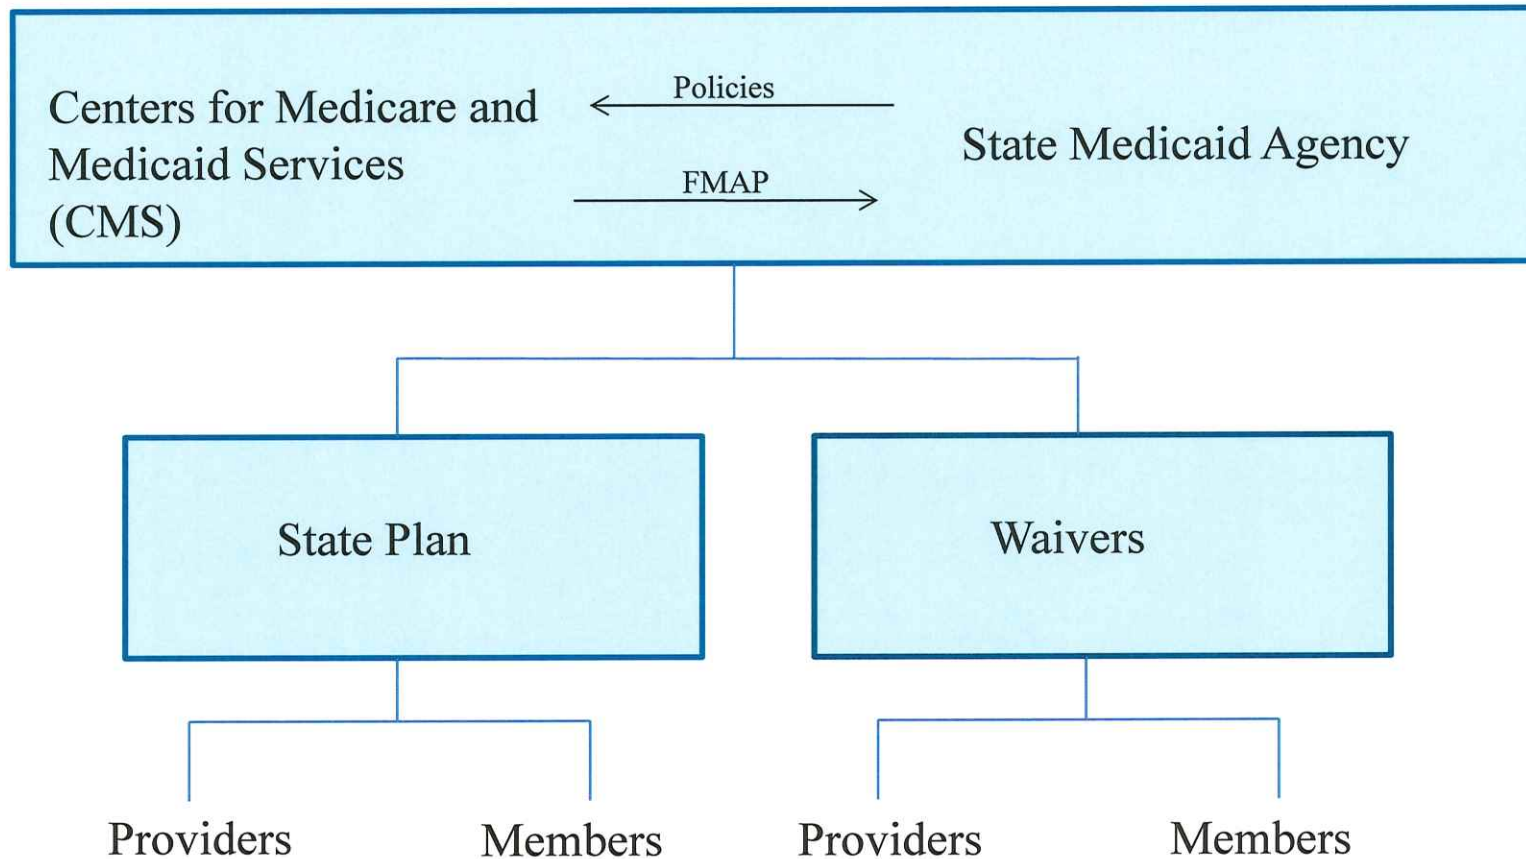 Centers for Medicare and
Medicaid Services
(CMS)
Policies
FMAP
State Medicaid Agency
State Plan
Waivers
Providers
Members
Providers
Members